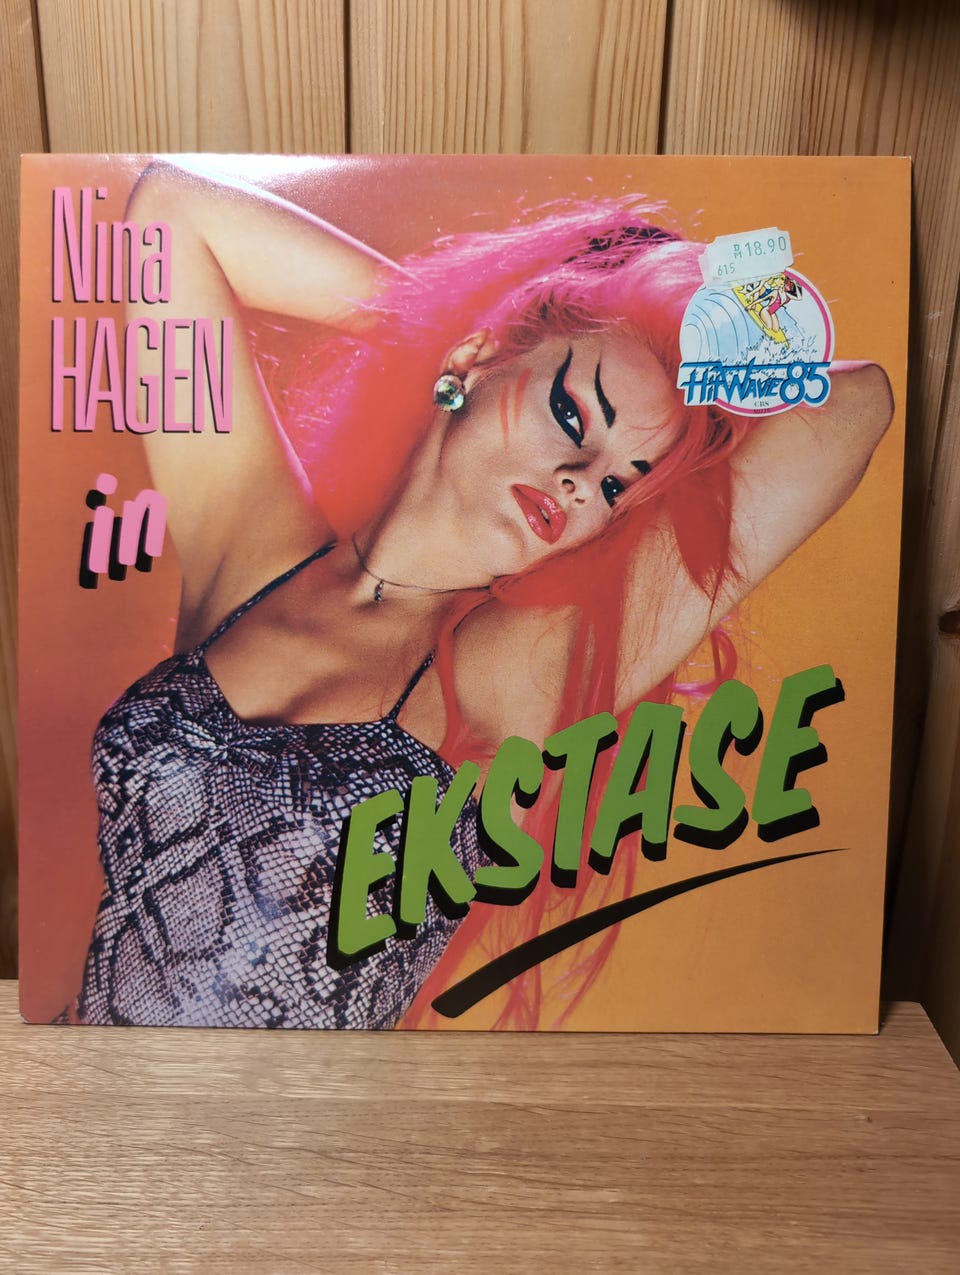 Nina
HAGEN
in
EKSTASE
DM 18.90
615
HITWAVE 85
CBS